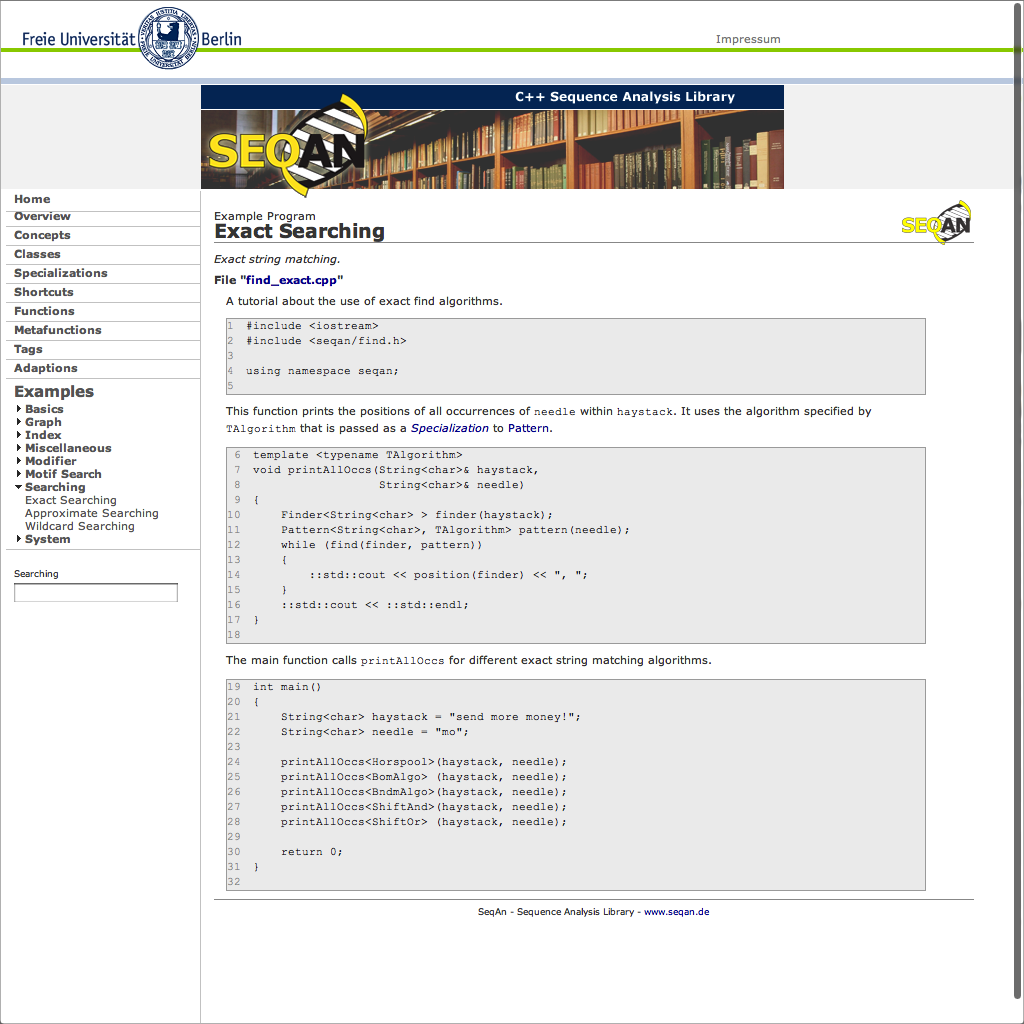 Freie Universität Berlin
Impressum
C++ Sequence Analysis Library
SEQAN
Home
Overview
Concepts
Classes
Specializations
Shortcuts
Functions
Metafunctions
Tags
Adaptions
Examples
Basics
Graph
Index
Miscellaneous
Modifier
Motif Search
Searching
Exact Searching
Approximate Searching
Wildcard Searching
System
Searching
Example Program
Exact Searching
SEQAN
Exact string matching.
File "find_exact.cpp"
A tutorial about the use of exact find algorithms.
1 #include <iostream>
2 #include <seqan/find.h>
3
4 using namespace seqan;
5
This function prints the positions of all occurrences of needle within haystack. It uses the algorithm specified by
TAlgorithm that is passed as a Specialization to Pattern.
6 template <typename TAlgorithm>
7 void printAllOccs(String<char>& haystack,
8                   String<char>& needle)
9 {
10     Finder<String<char> > finder(haystack);
11     Pattern<String<char>, TAlgorithm> pattern(needle);
12     while (find(finder, pattern))
13     {
14         ::std::cout << position(finder) << ", ";
15     }
16     ::std::cout << ::std::endl;
17 }
18
The main function calls printAllOccs for different exact string matching algorithms.
19 int main()
20 {
21     String<char> haystack = "send more money!";
22     String<char> needle = "mo";
23
24     printAllOccs<Horspool>(haystack, needle);
25     printAllOccs<BomAlgo> (haystack, needle);
26     printAllOccs<BndmAlgo>(haystack, needle);
27     printAllOccs<ShiftAnd>(haystack, needle);
28     printAllOccs<ShiftOr> (haystack, needle);
29
30     return 0;
31 }
32
SeqAn - Sequence Analysis Library - www.seqan.de